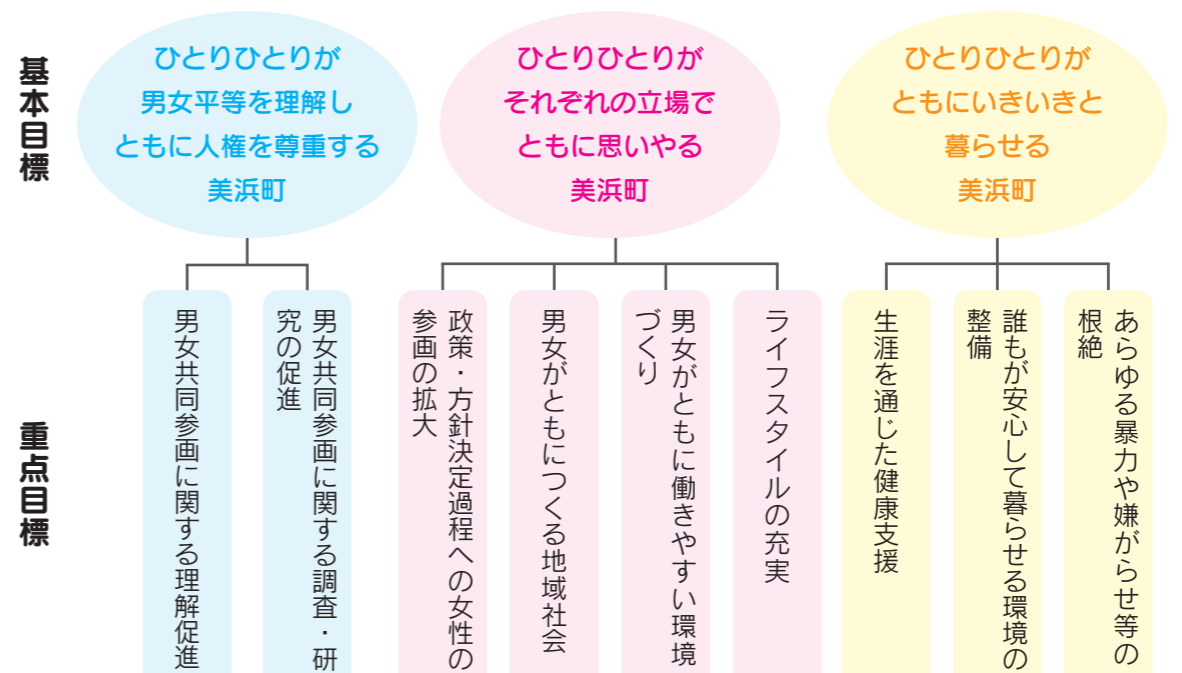 基本目標
ひとりひとりが
男女平等を理解し
ともに人権を尊重する
美浜町
ひとりひとりが
それぞれの立場で
ともに思いやる
美浜町
ひとりひとりが
ともにいきいきと
暮らせる
美浜町
重点目標
男女共同参画に関する理解促進
男女共同参画に関する調査・研
究の促進
政策・方針決定過程への女性の
参画の拡大
男女がともにつくる地域社会
男女がともに働きやすい環境
づくり
ライフスタイルの充実
生涯を通じた健康支援
誰もが安心して暮らせる環境の
整備
あらゆる暴力や嫌がらせ等の
根絶